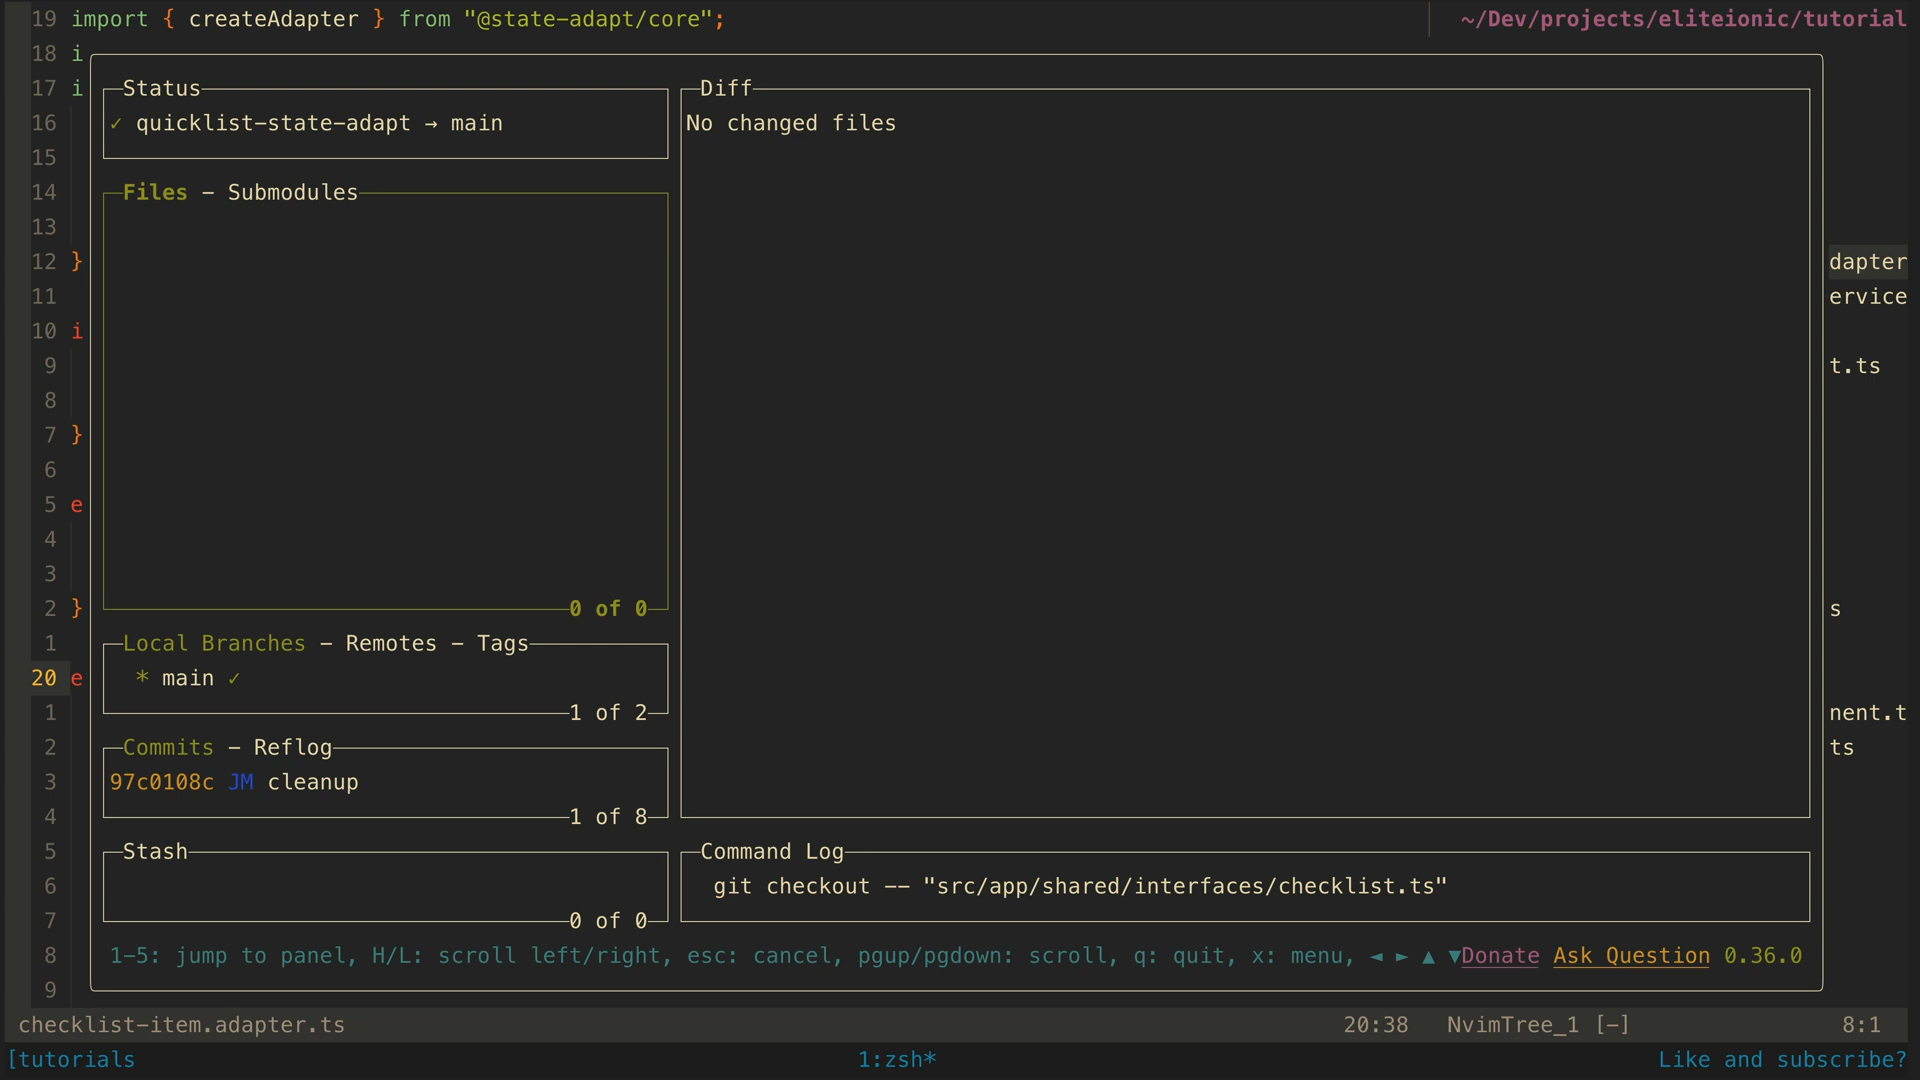 19 import { createAdapter } from "@state-adapt/core"; ~/Dev/projects/eliteionic/tutorial
18 i
17 i Status Diff
16 ✓ quicklist-state-adapt → main No changed files
15
14 Files - Submodules
13
12 } dapter
11 ervice
10 i
9 t.ts
8
7 }
6
5 e
4
3
2 } 0 of 0 s
1 Local Branches - Remotes - Tags
20 e * main ✓
1 1 of 2 nent.t
2 Commits - Reflog ts
3 97c0108c JM cleanup
4 1 of 8
5 Stash Command Log
6 git checkout -- "src/app/shared/interfaces/checklist.ts"
7 0 of 0
8 1-5: jump to panel, H/L: scroll left/right, esc: cancel, pgup/pgdown: scroll, q: quit, x: menu, ◄ ► ▲ ▼Donate Ask Question 0.36.0
9
checklist-item.adapter.ts 20:38 NvimTree_1 [-] 8:1
[tutorials 1:zsh* Like and subscribe?